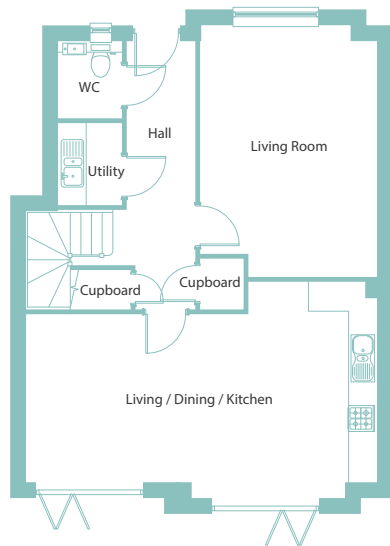 WC
Hall
Living Room
Utility
Cupboard
Cupboard
Living / Dining / Kitchen